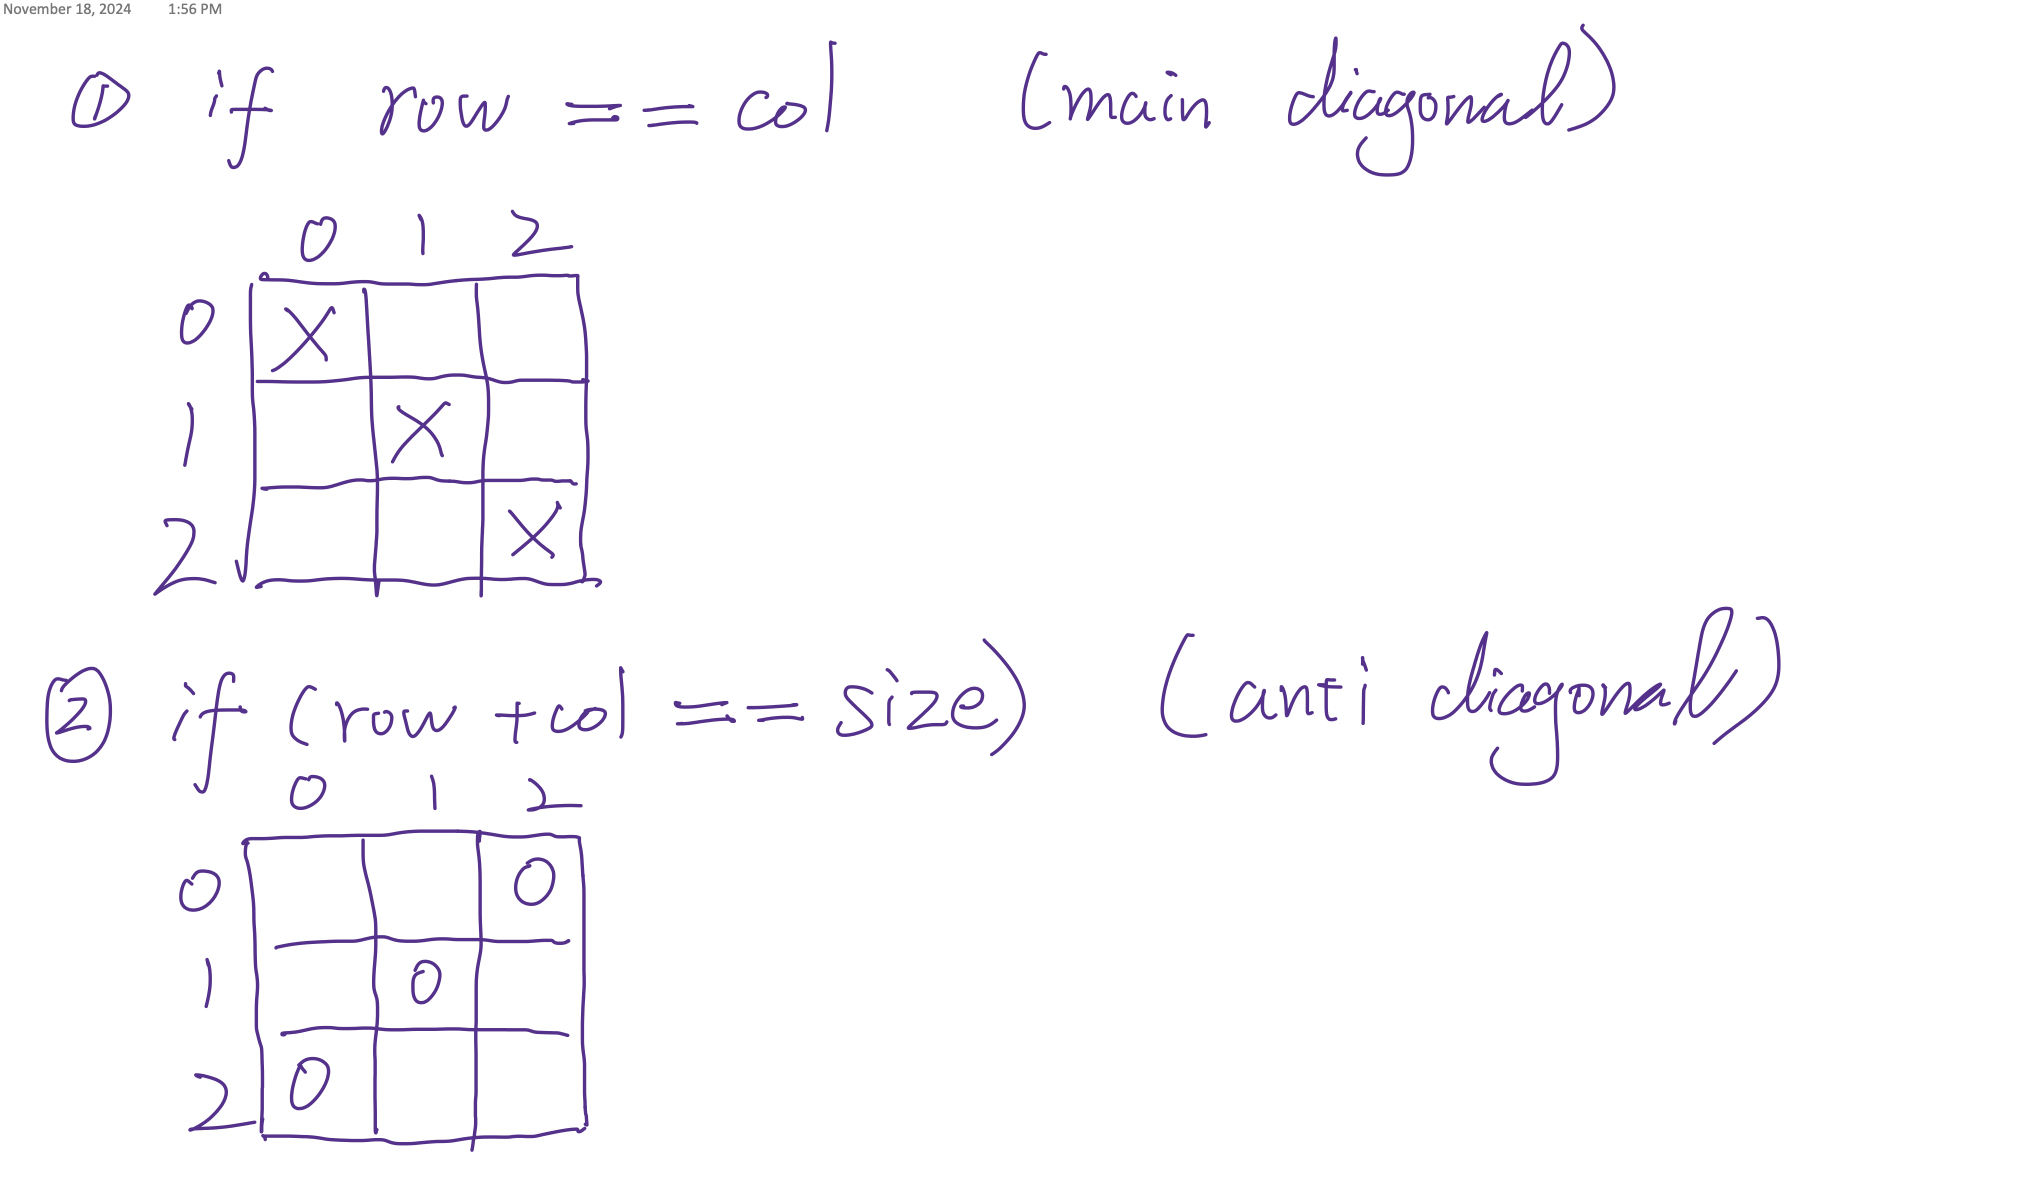 November 18, 2024 1:56 PM
① if row == col (main diagonal)
0 1 2
0 X
1 X
2 X
② if (row + col == size) (anti diagonal)
0 1 2
0 O
1 O
2 O